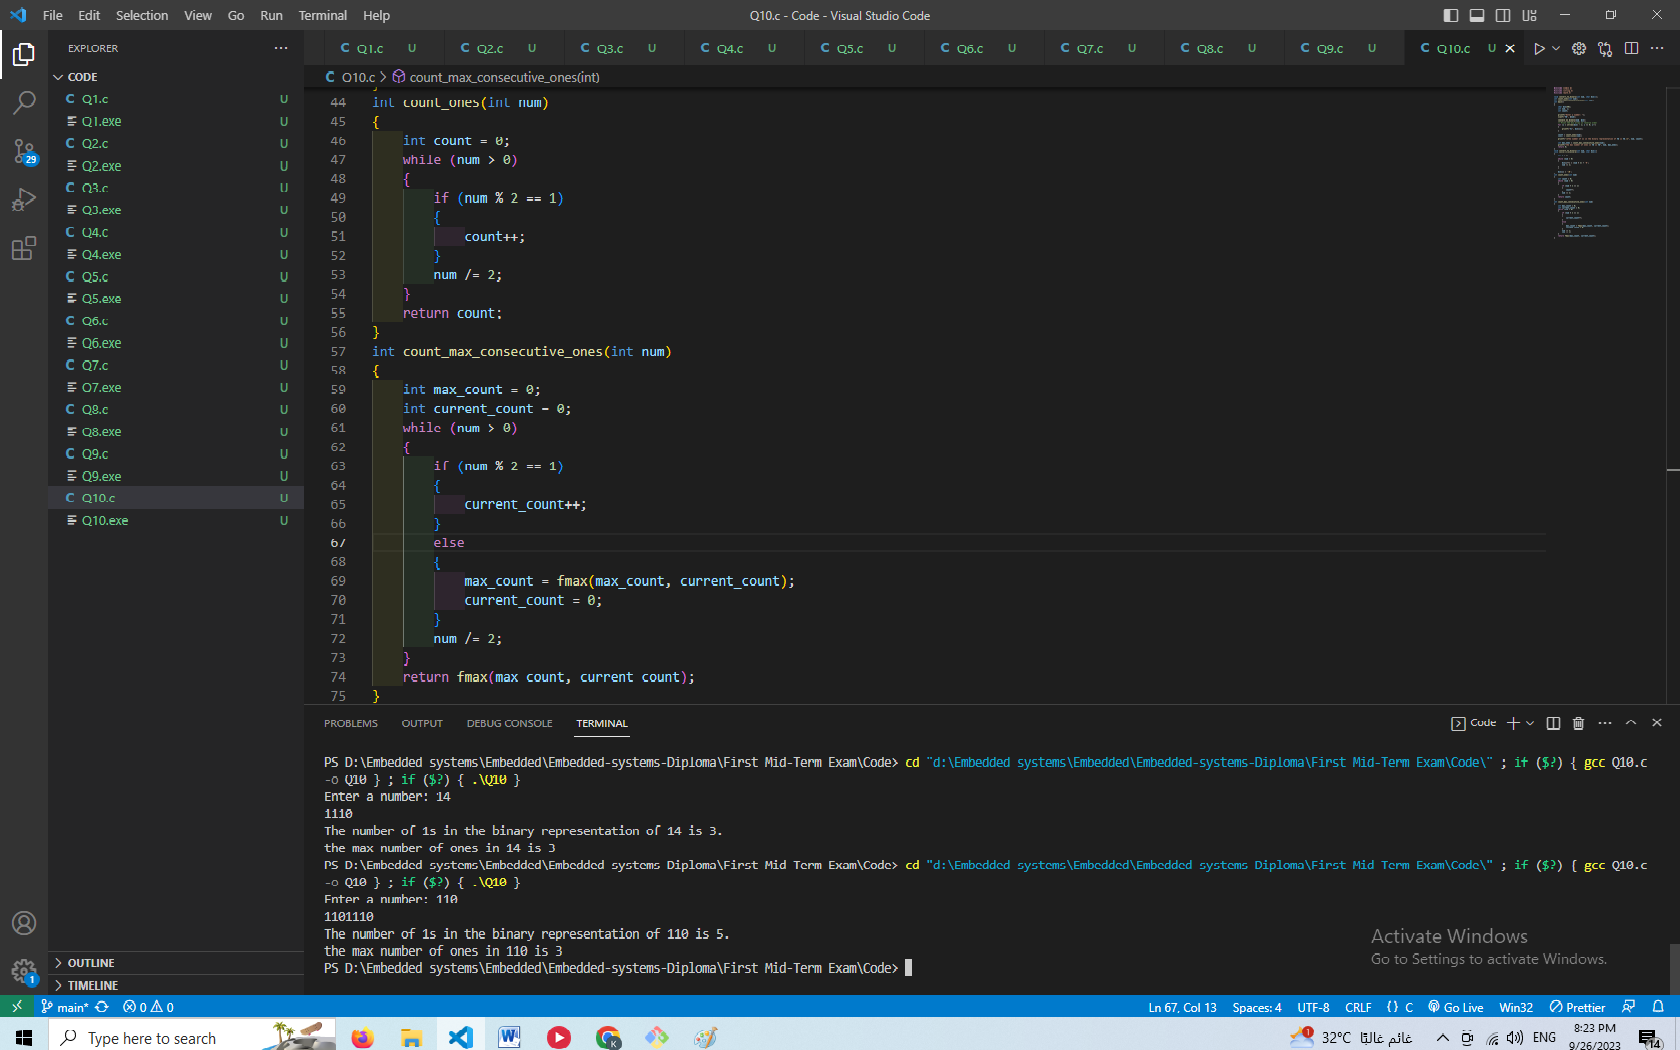 File Edit Selection View Go Run Terminal Help
Q10.c - Code - Visual Studio Code
EXPLORER
CODE
Q1.c U
Q1.exe U
Q2.c U
Q2.exe U
Q3.c U
Q3.exe U
Q4.c U
Q4.exe U
Q5.c U
Q5.exe U
Q6.c U
Q6.exe U
Q7.c U
Q7.exe U
Q8.c U
Q8.exe U
Q9.c U
Q9.exe U
Q10.c U
Q10.exe U
OUTLINE
TIMELINE
29
1
C Q1.c U C Q2.c U C Q3.c U C Q4.c U C Q5.c U C Q6.c U C Q7.c U C Q8.c U C Q9.c U C Q10.c U
C Q10.c > count_max_consecutive_ones(int)
44 int count_ones(int num)
45 {
46 int count = 0;
47 while (num > 0)
48 {
49 if (num % 2 == 1)
50 {
51 count++;
52 }
53 num /= 2;
54 }
55 return count;
56 }
57 int count_max_consecutive_ones(int num)
58 {
59 int max_count = 0;
60 int current_count = 0;
61 while (num > 0)
62 {
63 if (num % 2 == 1)
64 {
65 current_count++;
66 }
67 else
68 {
69 max_count = fmax(max_count, current_count);
70 current_count = 0;
71 }
72 num /= 2;
73 }
74 return fmax(max_count, current_count);
75 }
PROBLEMS OUTPUT DEBUG CONSOLE TERMINAL
Code
PS D:\Embedded systems\Embedded\Embedded-systems-Diploma\First Mid-Term Exam\Code> cd "d:\Embedded systems\Embedded\Embedded-systems-Diploma\First Mid-Term Exam\Code\" ; if ($?) { gcc Q10.c
-o Q10 } ; if ($?) { .\Q10 }
Enter a number: 14
1110
The number of 1s in the binary representation of 14 is 3.
the max number of ones in 14 is 3
PS D:\Embedded systems\Embedded\Embedded-systems-Diploma\First Mid-Term Exam\Code> cd "d:\Embedded systems\Embedded\Embedded-systems-Diploma\First Mid-Term Exam\Code\" ; if ($?) { gcc Q10.c
-o Q10 } ; if ($?) { .\Q10 }
Enter a number: 110
1101110
The number of 1s in the binary representation of 110 is 5.
the max number of ones in 110 is 3
PS D:\Embedded systems\Embedded\Embedded-systems-Diploma\First Mid-Term Exam\Code>
Activate Windows
Go to Settings to activate Windows.
main* 0 0 Ln 67, Col 13 Spaces: 4 UTF-8 CRLF {} C Go Live Win32 Prettier
Type here to search
1 32°C غائم غالبًا ENG
8:23 PM
9/26/2023
14